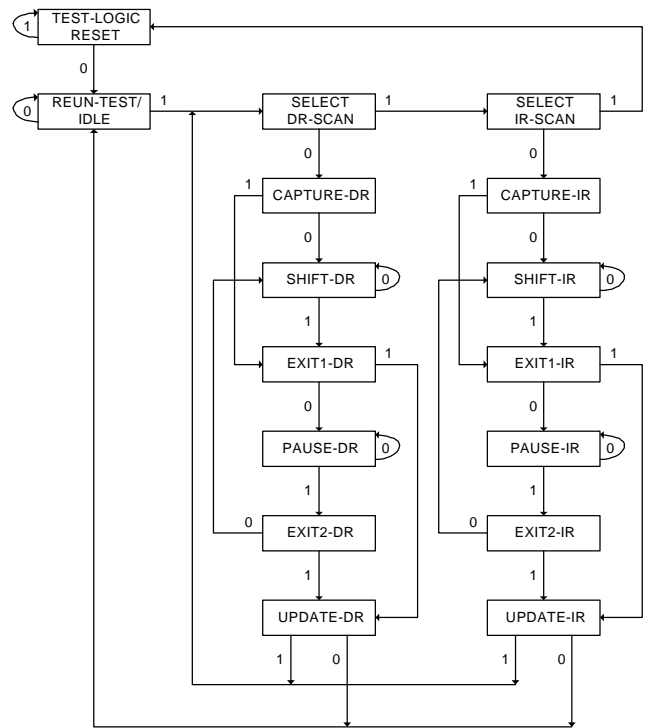 1
TEST-LOGIC
RESET
0
0
REUN-TEST/
IDLE
1
SELECT
DR-SCAN
1
SELECT
IR-SCAN
1
0
0
1
CAPTURE-DR
1
CAPTURE-IR
0
0
SHIFT-DR
0
SHIFT-IR
0
1
1
EXIT1-DR
1
EXIT1-IR
1
0
0
PAUSE-DR
0
PAUSE-IR
0
1
1
0
EXIT2-DR
0
EXIT2-IR
1
1
UPDATE-DR
UPDATE-IR
1
0
1
0